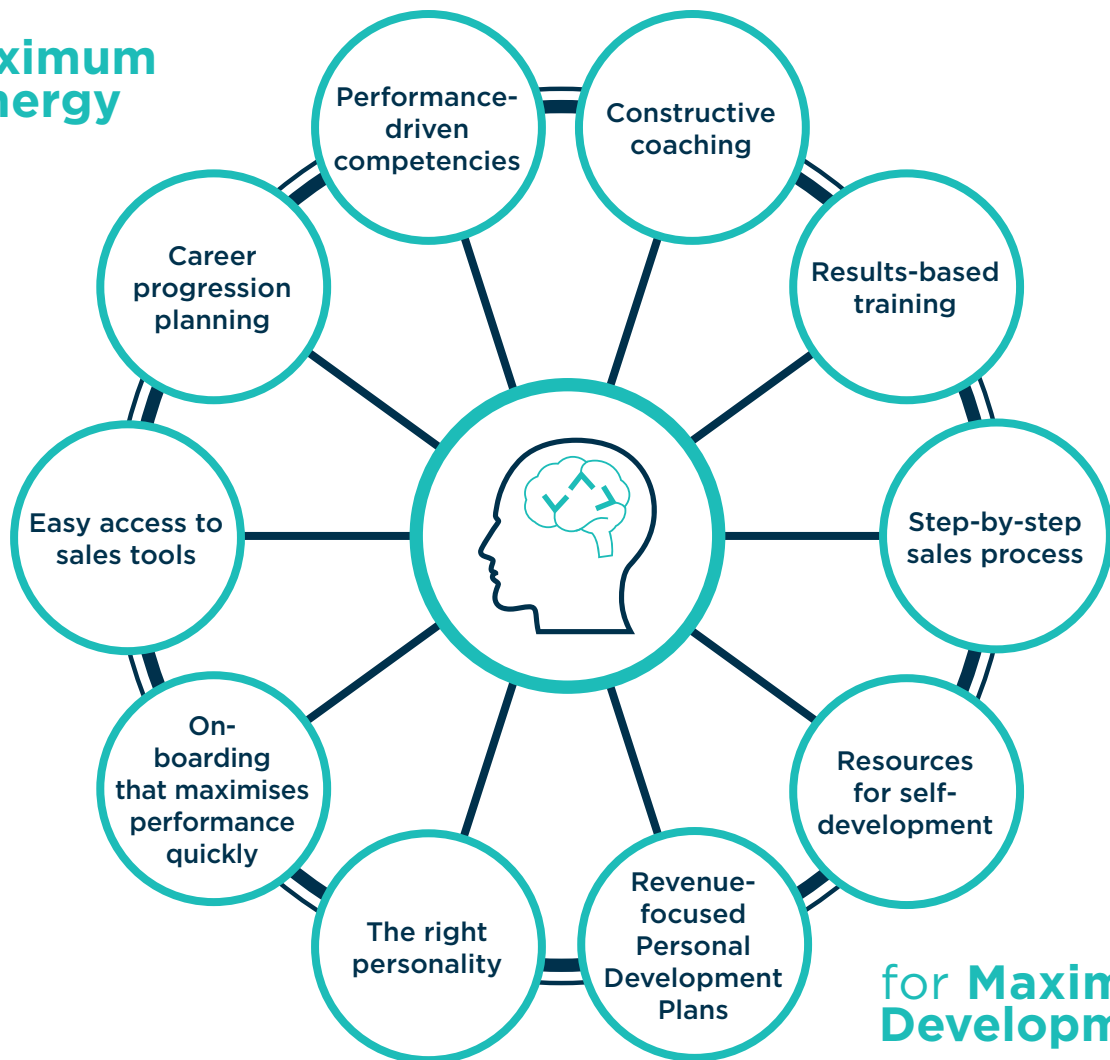 ximum
nergy
Performance-
driven
competencies
Constructive
coaching
Career
progression
planning
Results-based
training
Easy access to
sales tools
Step-by-step
sales process
On-
boarding
that maximises
performance
quickly
Resources
for self-
development
The right
personality
Revenue-
focused
Personal
Development
Plans
for Maxim
Developm